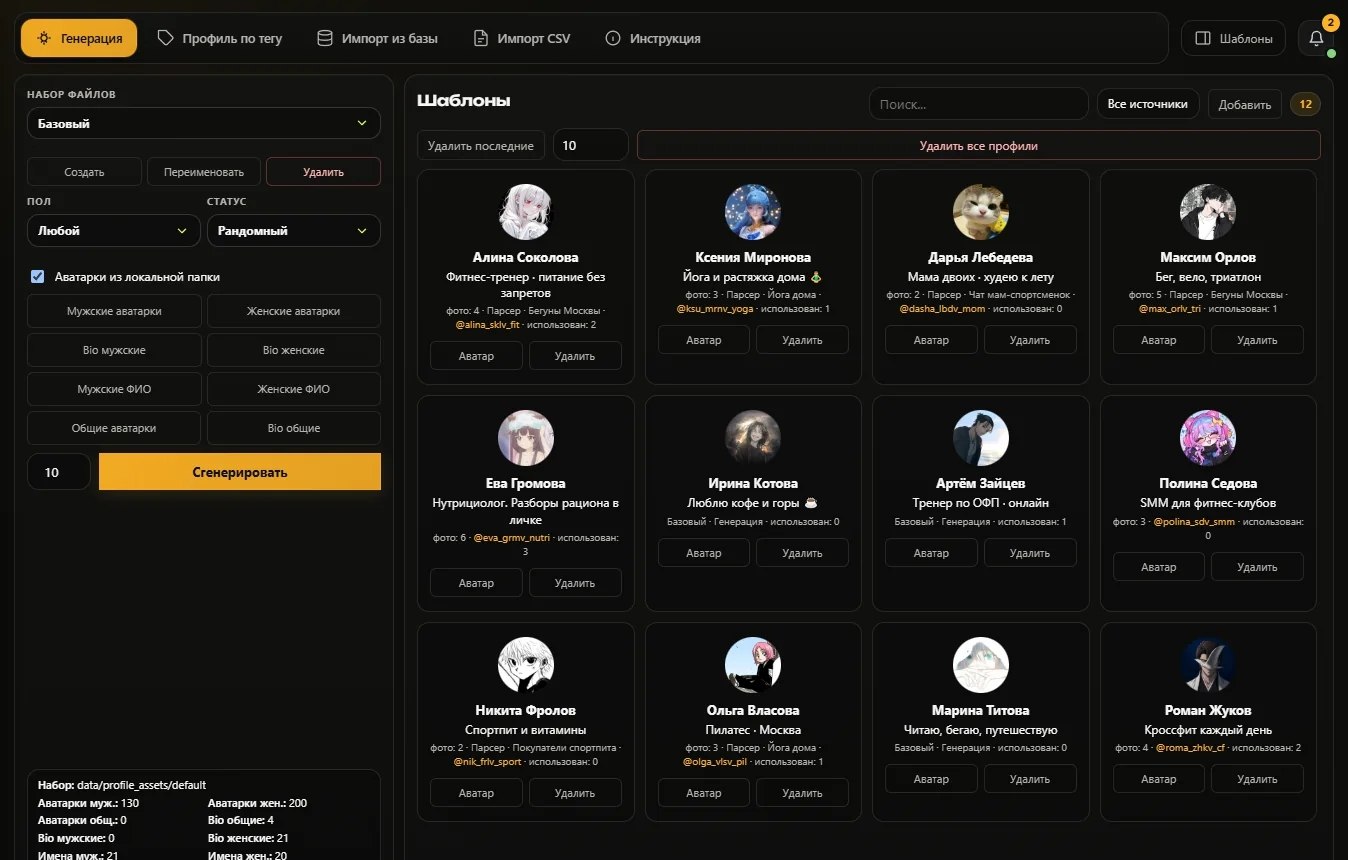 Генерация
Профиль по тегу
Импорт из базы
Импорт CSV
Инструкция
Шаблоны
2
НАБОР ФАЙЛОВ
Базовый
Создать
Переименовать
Удалить
ПОЛ
СТАТУС
Любой
Рандомный
Аватарки из локальной папки
Мужские аватарки
Женские аватарки
Bio мужские
Bio женские
Мужские ФИО
Женские ФИО
Общие аватарки
Bio общие
10
Сгенерировать
Набор: data/profile_assets/default
Аватарки муж.: 130
Аватарки жен.: 200
Аватарки общ.: 0
Bio общие: 4
Bio мужские: 0
Bio женские: 21
Имена муж.: 21
Имена жен.: 20
Шаблоны
Поиск...
Все источники
Добавить
12
Удалить последние
10
Удалить все профили
Алина Соколова
Фитнес-тренер · питание без
запретов
фото: 4 · Парсер · Бегуны Москвы ·
@alina_sklv_fit · использован: 2
Аватар
Удалить
Ксения Миронова
Йога и растяжка дома
фото: 3 · Парсер · Йога дома ·
@ksu_mrnv_yoga · использован: 1
Аватар
Удалить
Дарья Лебедева
Мама двоих · худею к лету
фото: 2 · Парсер · Чат мам-спортсменок ·
@dasha_lbdv_mom · использован: 0
Аватар
Удалить
Максим Орлов
Бег, вело, триатлон
фото: 5 · Парсер · Бегуны Москвы ·
@max_orlv_tri · использован: 1
Аватар
Удалить
Ева Громова
Нутрициолог. Разборы рациона в
личке
фото: 6 · @eva_grmv_nutri · использован:
3
Аватар
Удалить
Ирина Котова
Люблю кофе и горы ☕
Базовый · Генерация · использован: 0
Аватар
Удалить
Артём Зайцев
Тренер по ОФП · онлайн
Базовый · Генерация · использован: 1
Аватар
Удалить
Полина Седова
SMM для фитнес-клубов
фото: 3 · @polina_sdv_smm · использован:
0
Аватар
Удалить
Никита Фролов
Спортпит и витамины
фото: 2 · Парсер · Покупатели спортпита ·
@nik_frlv_sport · использован: 0
Аватар
Удалить
Ольга Власова
Пилатес · Москва
фото: 3 · Парсер · Йога дома ·
@olga_vlsv_pil · использован: 1
Аватар
Удалить
Марина Титова
Читаю, бегаю, путешествую
Базовый · Генерация · использован: 0
Аватар
Удалить
Роман Жуков
Кроссфит каждый день
фото: 4 · @roma_zhkv_cf · использован: 2
Аватар
Удалить